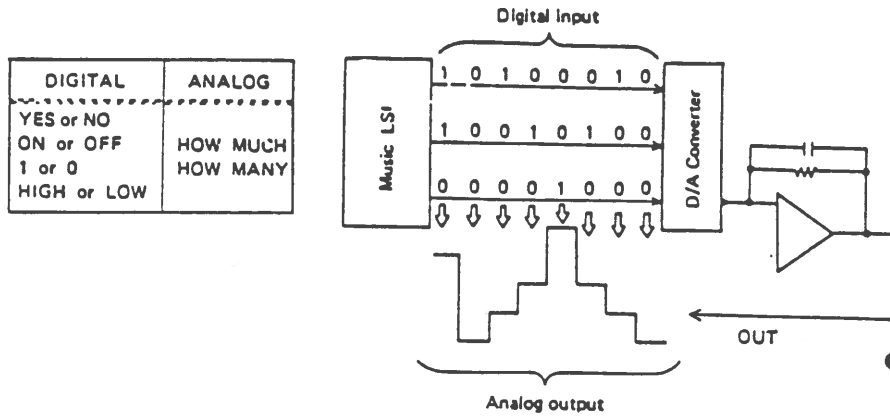 Digital input
DIGITAL ANALOG
YES or NO
ON or OFF HOW MUCH
1 or 0 HOW MANY
HIGH or LOW
Music LSI
1 0 1 0 0 0 1 0
1 0 0 1 0 1 0 0
0 0 0 0 1 0 0 0
D/A Converter
OUT
Analog output